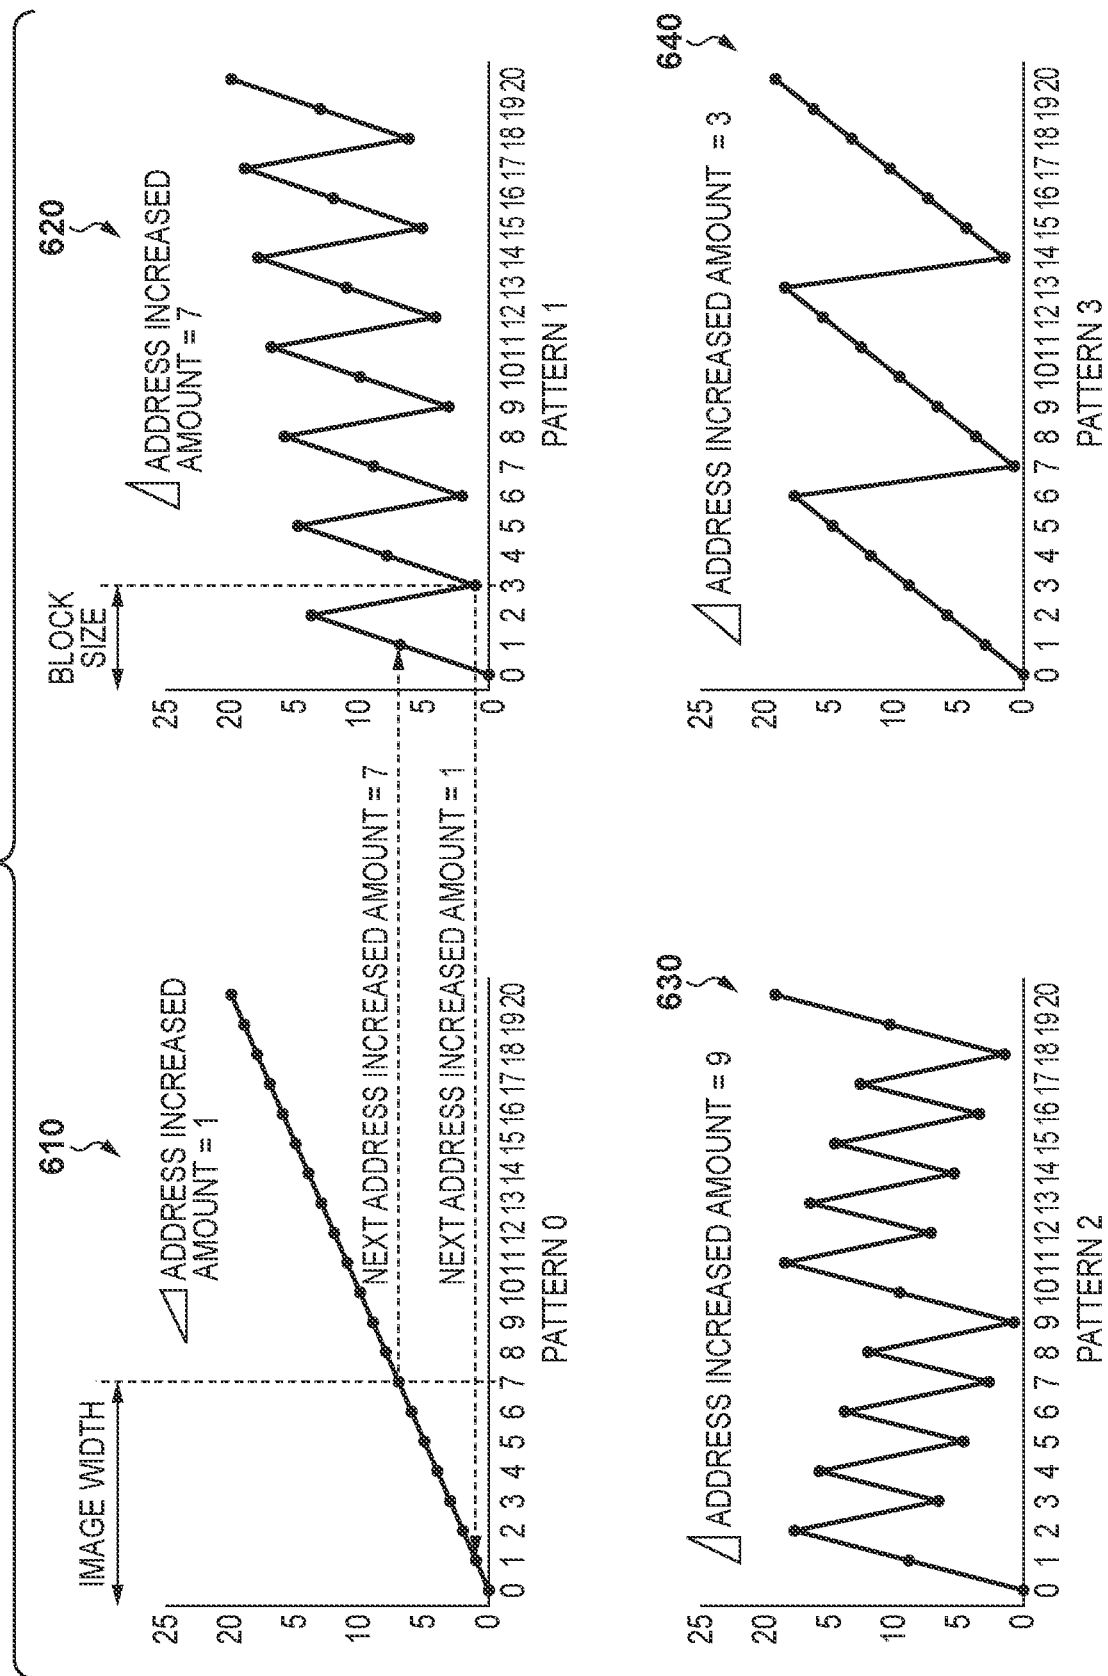 610
ADDRESS INCREASED
AMOUNT = 1
IMAGE WIDTH
25
20
15
10
5
0
0 1 2 3 4 5 6 7 8 9 10 11 12 13 14 15 16 17 18 19 20
PATTERN 0
NEXT ADDRESS INCREASED AMOUNT = 7
NEXT ADDRESS INCREASED AMOUNT = 1
620
ADDRESS INCREASED
AMOUNT = 7
BLOCK
SIZE
25
20
15
10
5
0
0 1 2 3 4 5 6 7 8 9 10 11 12 13 14 15 16 17 18 19 20
PATTERN 1
630
ADDRESS INCREASED AMOUNT = 9
25
20
15
10
5
0
0 1 2 3 4 5 6 7 8 9 10 11 12 13 14 15 16 17 18 19 20
PATTERN 2
640
ADDRESS INCREASED AMOUNT = 3
25
20
15
10
5
0
0 1 2 3 4 5 6 7 8 9 10 11 12 13 14 15 16 17 18 19 20
PATTERN 3